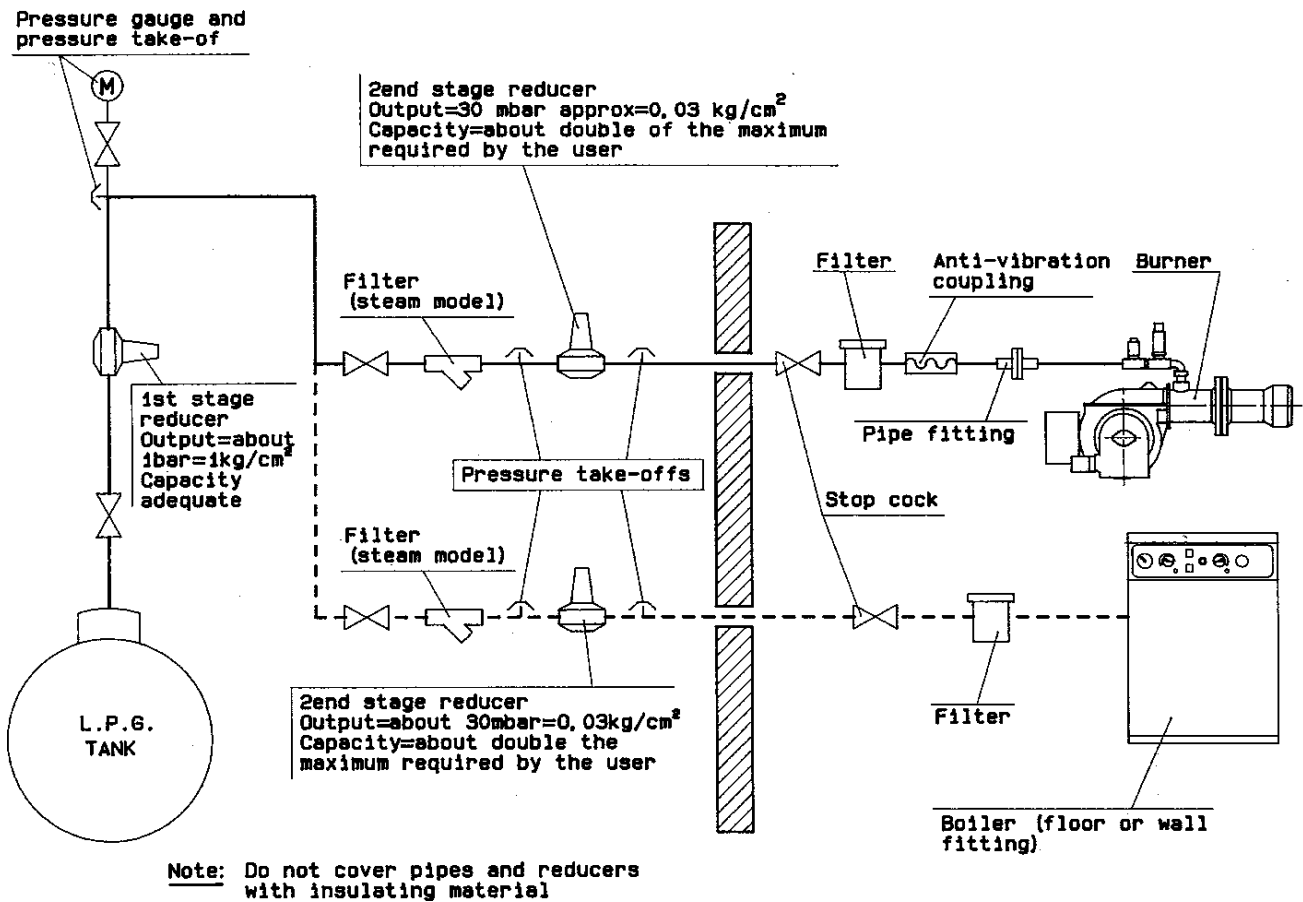 Pressure gauge and
pressure take-of
M
2end stage reducer
Output=30 mbar approx=0,03 kg/cm²
Capacity=about double of the maximum
required by the user
Filter
(steam model)
Filter
Anti-vibration
coupling
Burner
1st stage
reducer
Output=about
1bar=1kg/cm²
Capacity
adequate
Pipe fitting
Pressure take-offs
Stop cock
Filter
(steam model)
L.P.G.
TANK
2end stage reducer
Output=about 30mbar=0,03kg/cm²
Capacity=about double the
maximum required by the user
Filter
Boiler (floor or wall
fitting)
Note: Do not cover pipes and reducers
with insulating material